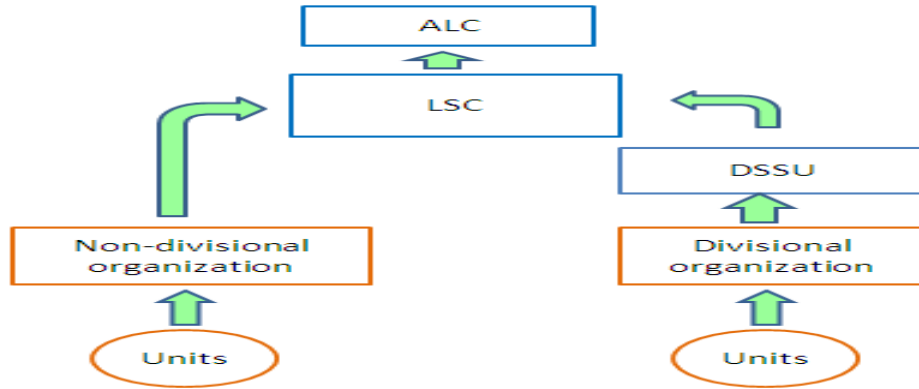 ALC
LSC
DSSU
Non-divisional
organization
Divisional
organization
Units
Units